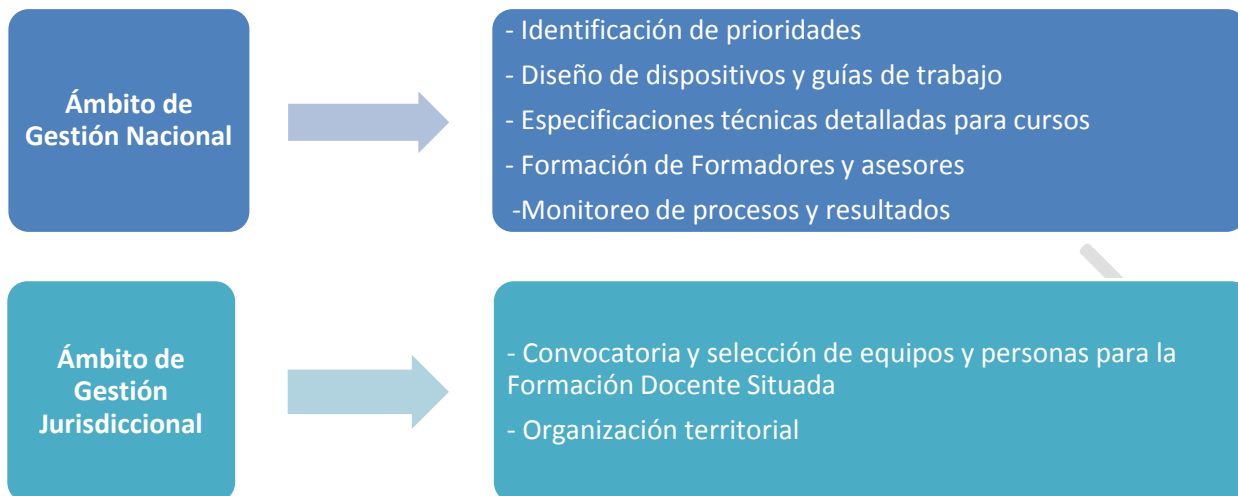 Ámbito de
Gestión Nacional
- Identificación de prioridades
- Diseño de dispositivos y guías de trabajo
- Especificaciones técnicas detalladas para cursos
- Formación de Formadores y asesores
-Monitoreo de procesos y resultados
Ámbito de
Gestión
Jurisdiccional
- Convocatoria y selección de equipos y personas para la
Formación Docente Situada
- Organización territorial